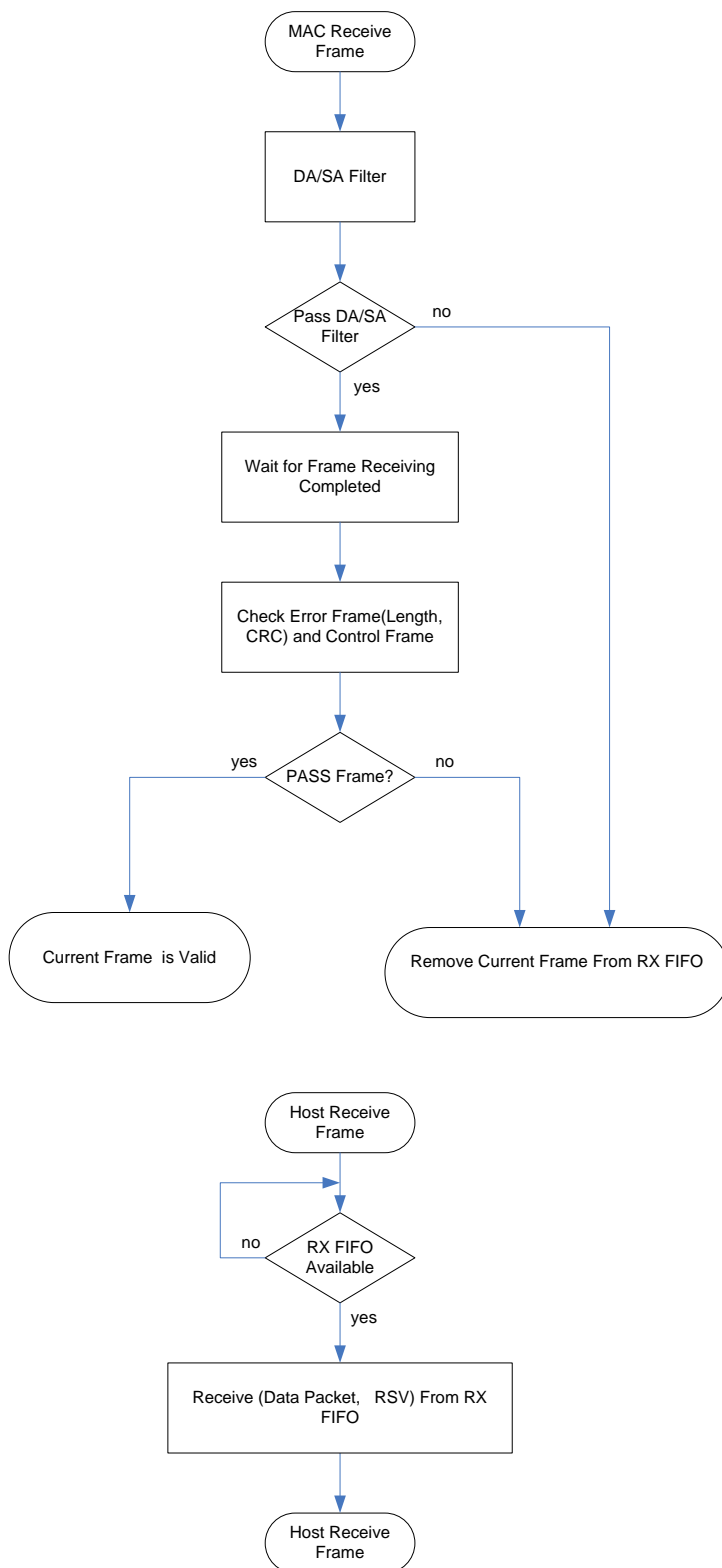 MAC Receive
Frame
DA/SA Filter
Pass DA/SA
Filter
no
yes
Wait for Frame Receiving
Completed
Check Error Frame(Length,
CRC) and Control Frame
yes
PASS Frame?
no
Current Frame  is Valid
Remove Current Frame From RX FIFO
Host Receive
Frame
no
RX FIFO
Available
yes
Receive (Data Packet,   RSV) From RX
FIFO
Host Receive
Frame